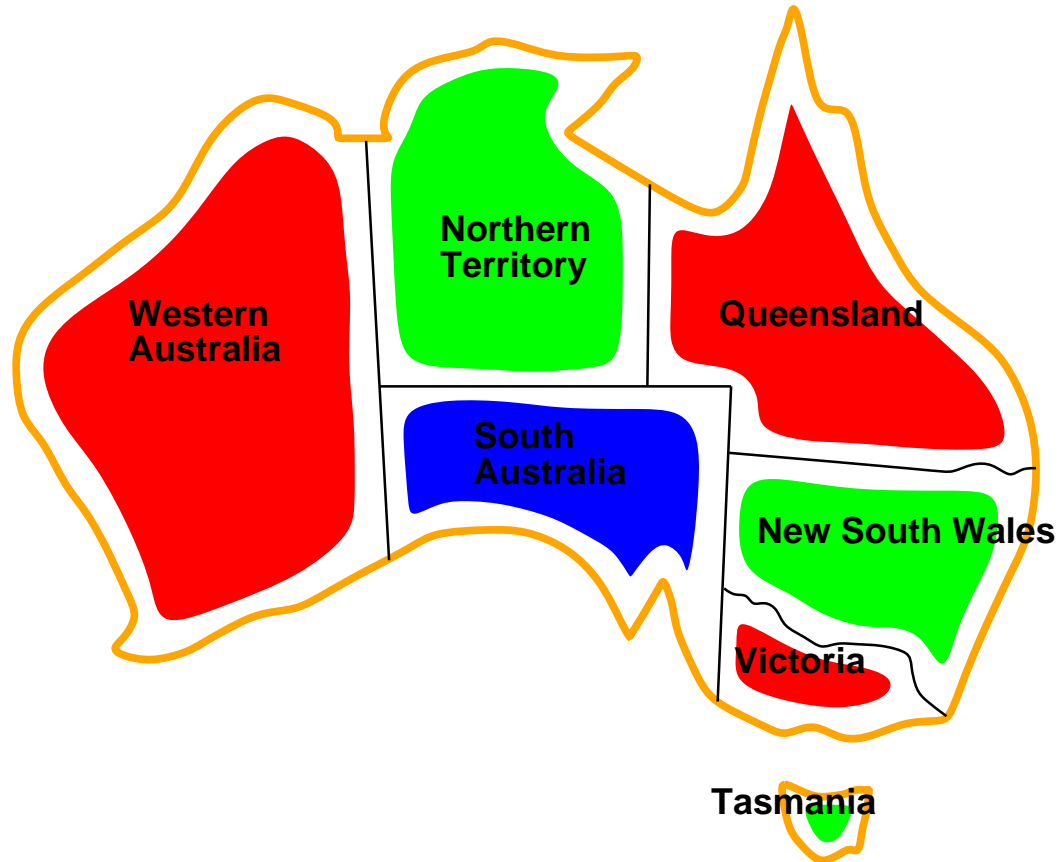 Northern
Territory
Western
Australia
Queensland
South
Australia
New South Wales
Victoria
Tasmania